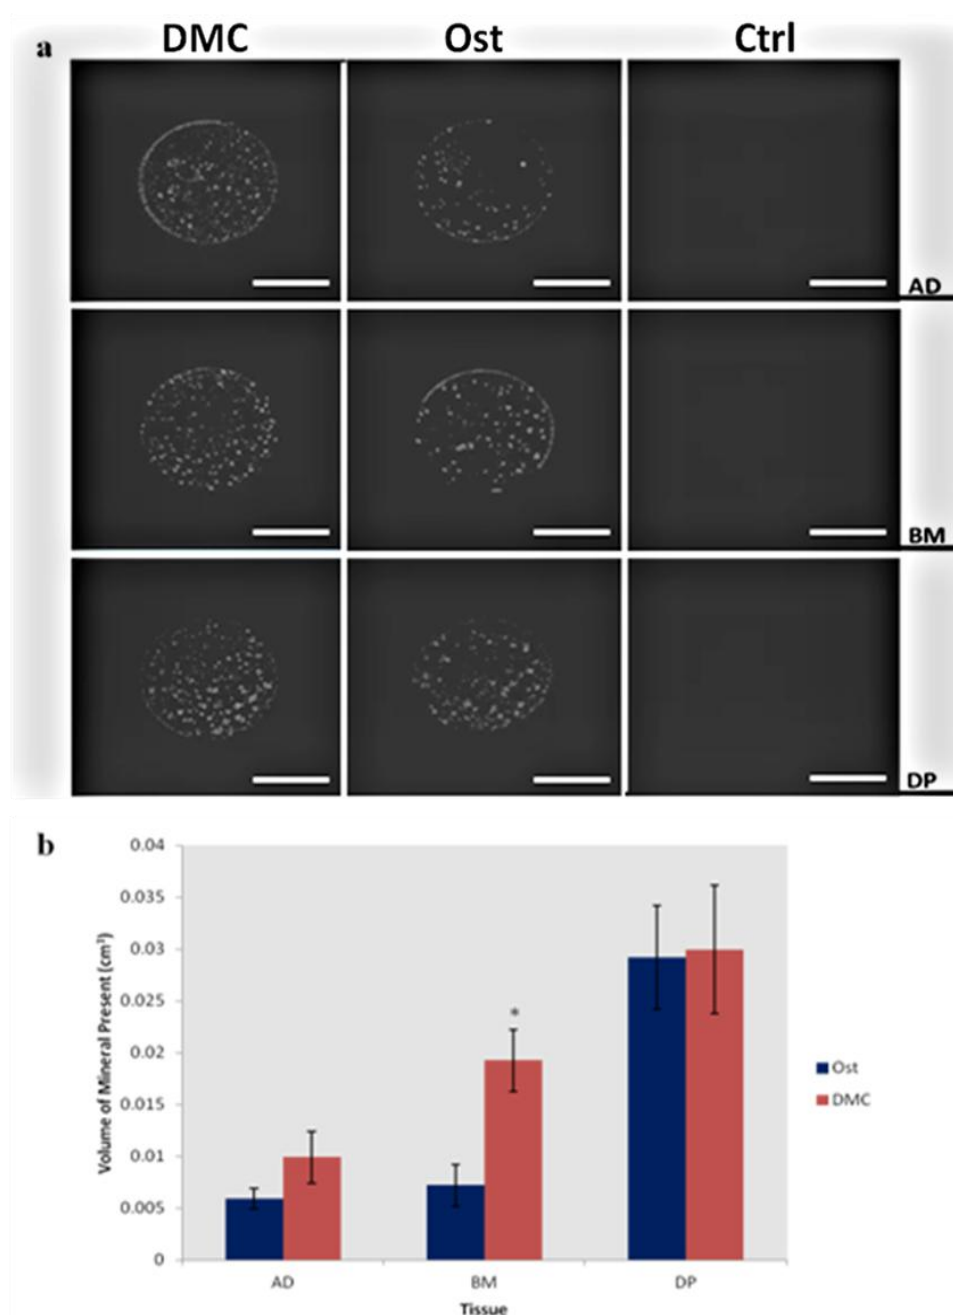 a
DMC Ost Ctrl
AD
BM
DP
b
0.04
0.035
0.03
0.025
0.02
0.015
0.01
0.005
0
Volume of Mineral Present (cm³)
*
AD BM DP
Tissue
Ost
DMC